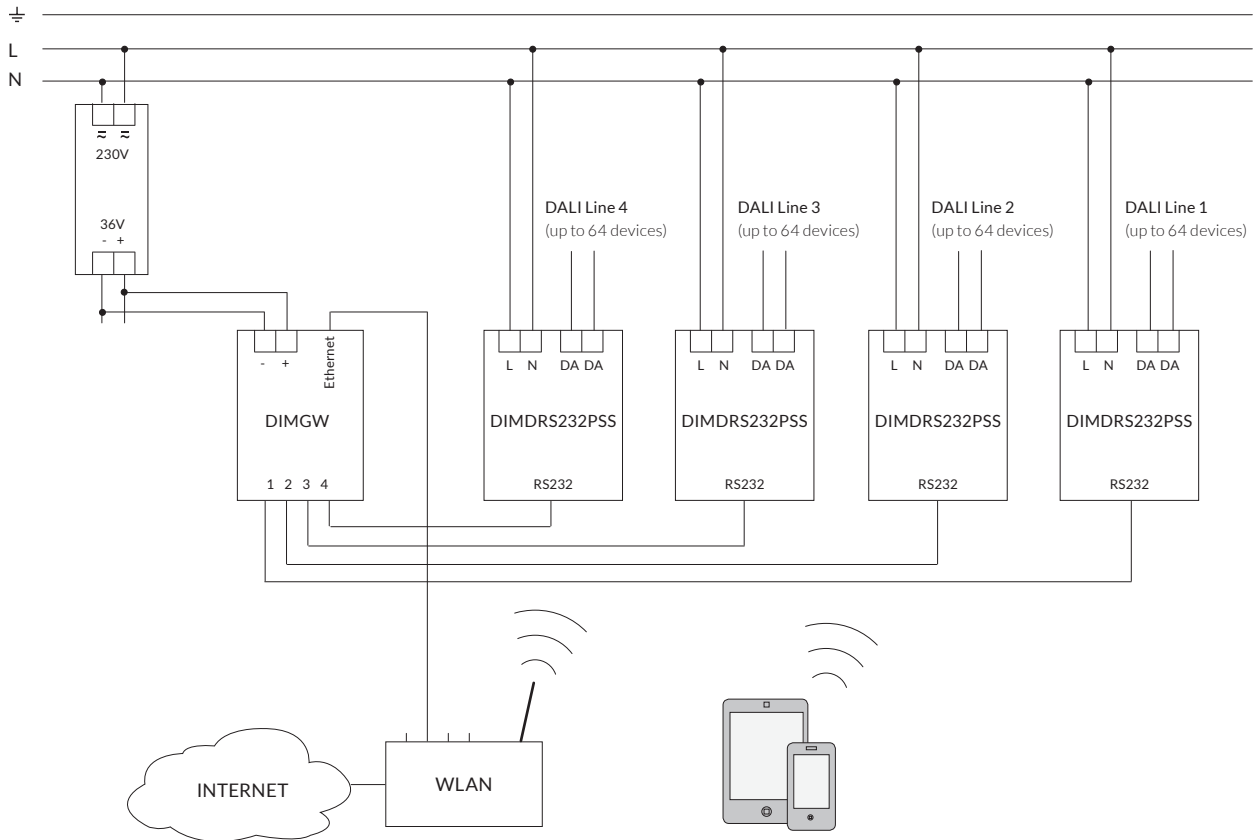 L
N
230V
36V
- +
DALI Line 4
(up to 64 devices)
DALI Line 3
(up to 64 devices)
DALI Line 2
(up to 64 devices)
DALI Line 1
(up to 64 devices)
- +
Ethernet
DIMGW
1 2 3 4
L N DA DA
DIMDRS232PSS
RS232
L N DA DA
DIMDRS232PSS
RS232
L N DA DA
DIMDRS232PSS
RS232
L N DA DA
DIMDRS232PSS
RS232
INTERNET
WLAN